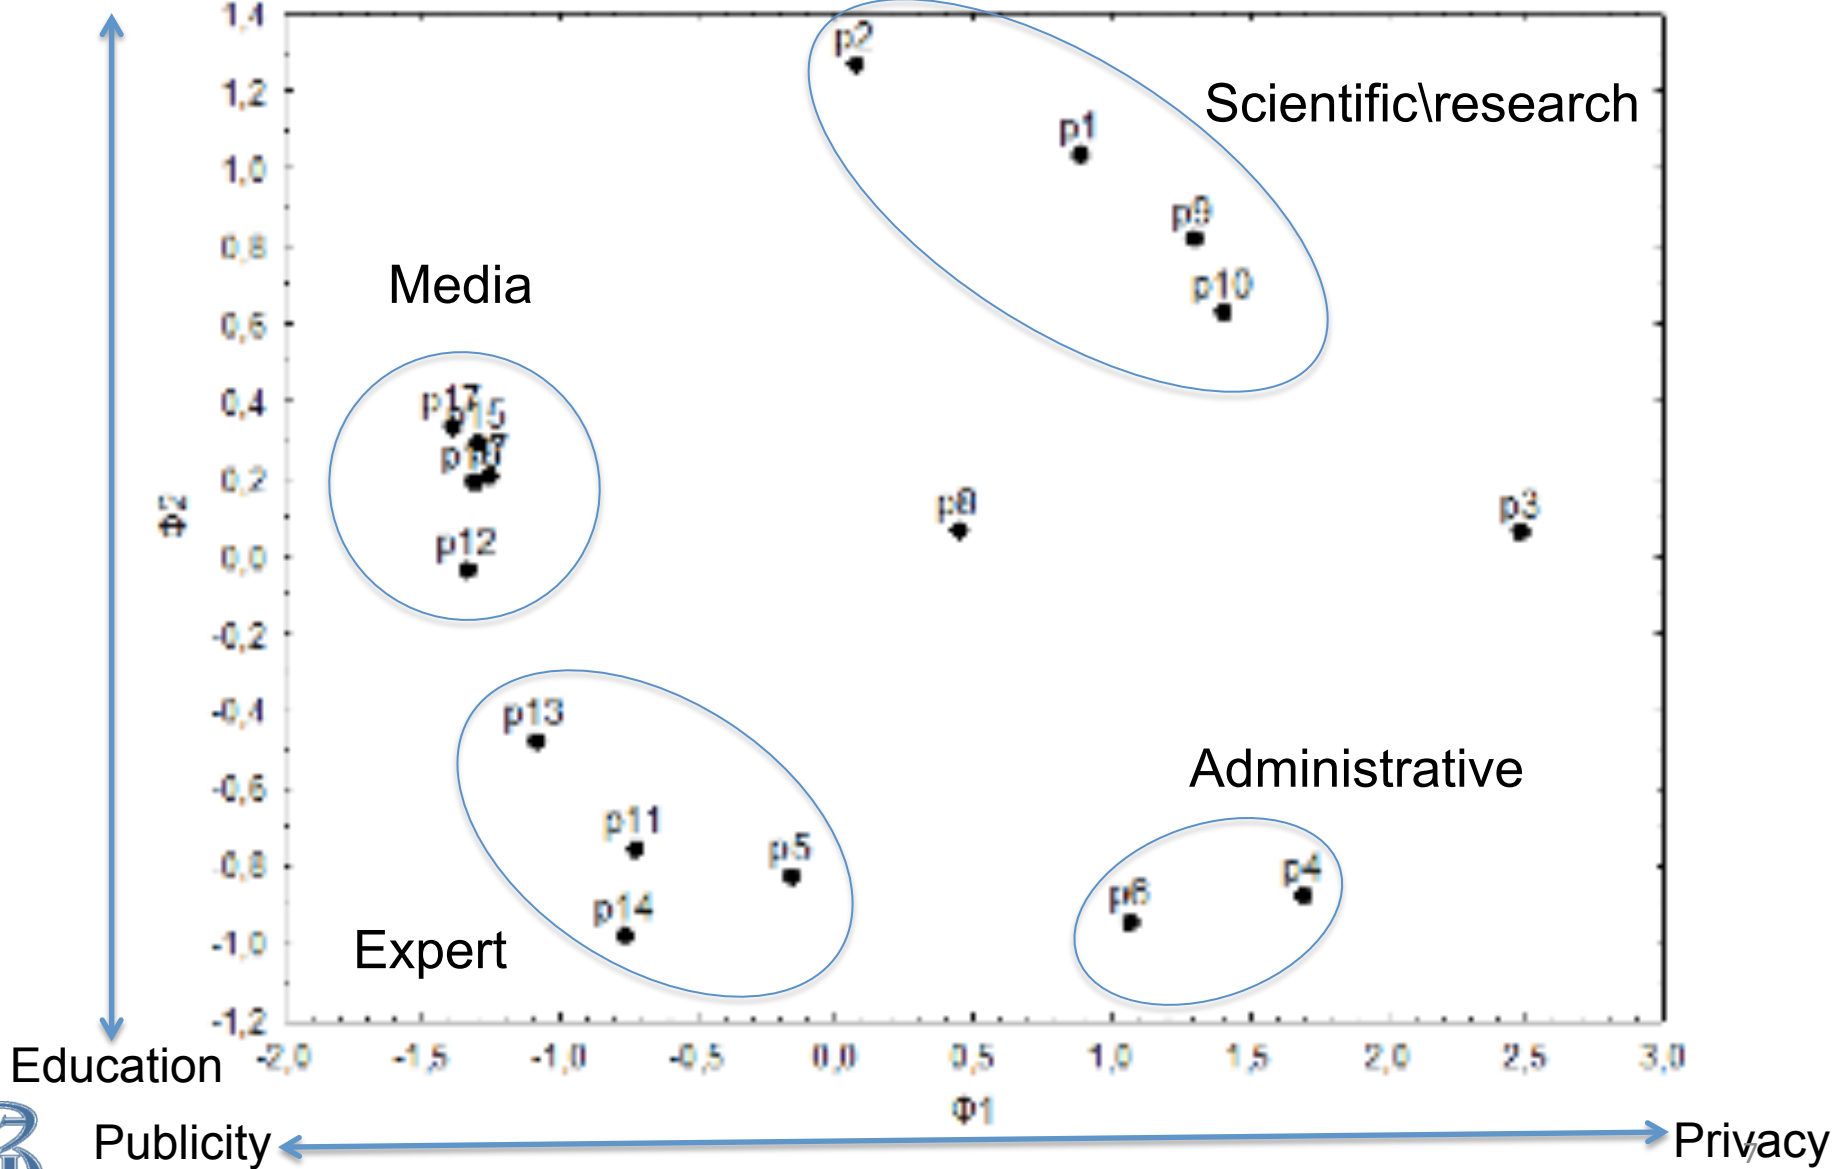 1,4
p2
1,2
Scientific\research
p1
1,0
p9
0,8
Media
p10
0,6
p17
0,4
p15
0,2
p8
p3
Φ2
p12
0,0
-0,2
-0,4
p13
Administrative
-0,6
p11
p5
-0,8
p4
p6
p14
Expert
-1,0
-1,2
Education
-2,0 -1,5 -1,0 -0,5 0,0 0,5 1,0 1,5 2,0 2,5 3,0
Φ1
Publicity
Privacy
7